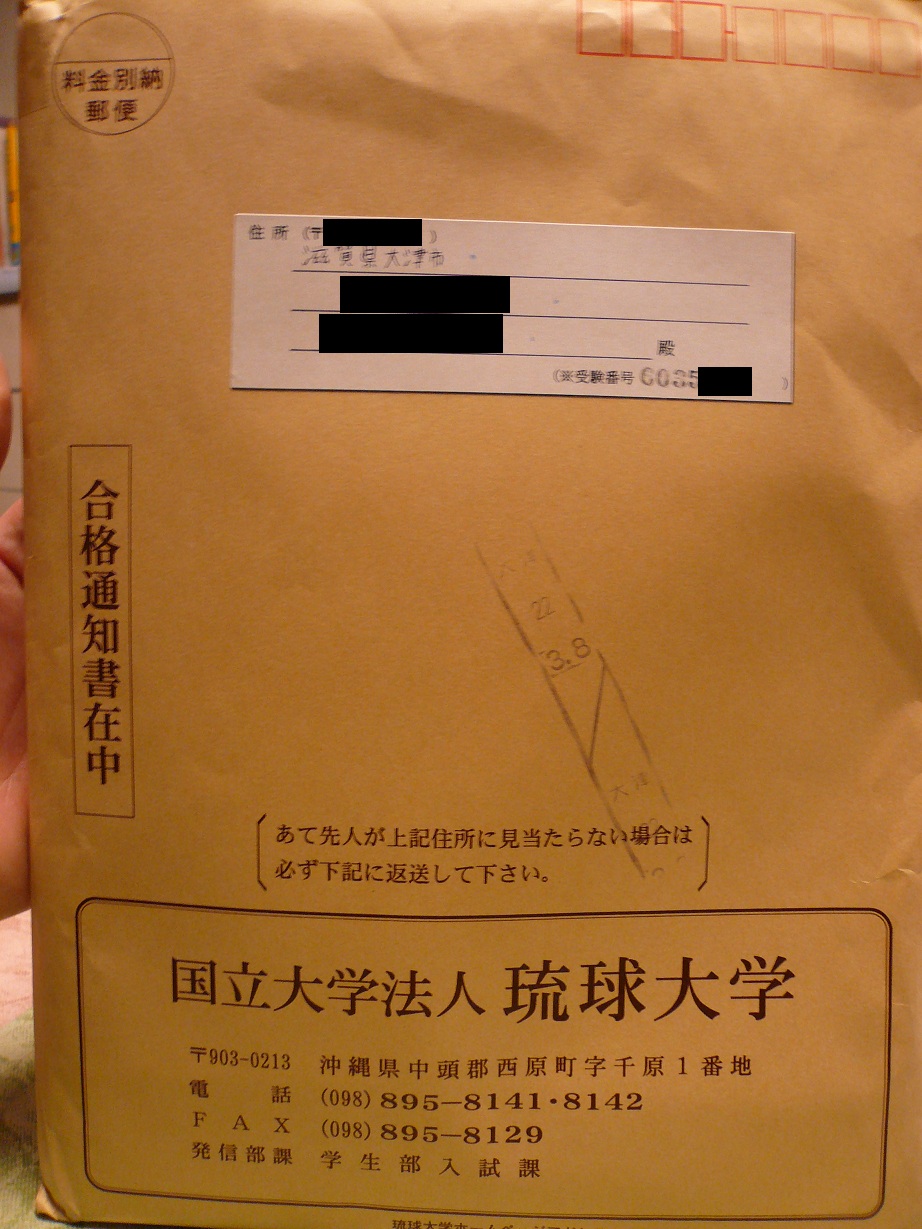 料金別納
郵便
住所 (〒 )
滋賀県大津市
殿
(※受験番号 6035 )
合格通知書在中
22
3.8
大津
あて先人が上記住所に見当たらない場合は
必ず下記に返送して下さい。
国立大学法人 琉球大学
〒903-0213 沖縄県中頭郡西原町字千原1番地
電話 (098) 895—8141・8142
FAX (098) 895—8129
発信部課 学生部入試課